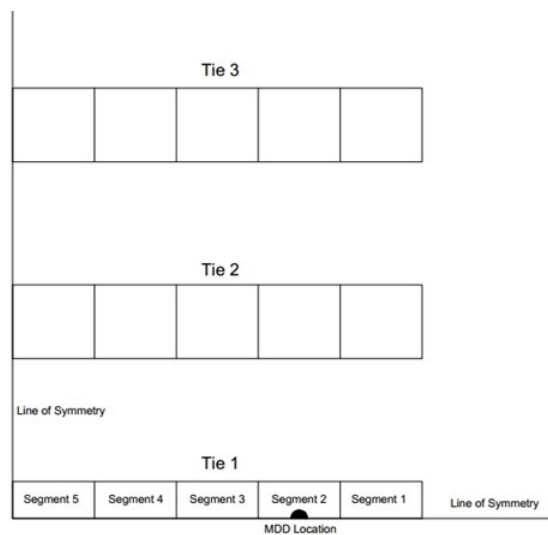 Tie 3
Tie 2
Line of Symmetry
Tie 1
Segment 5 Segment 4 Segment 3 Segment 2 Segment 1 Line of Symmetry
MDD Location